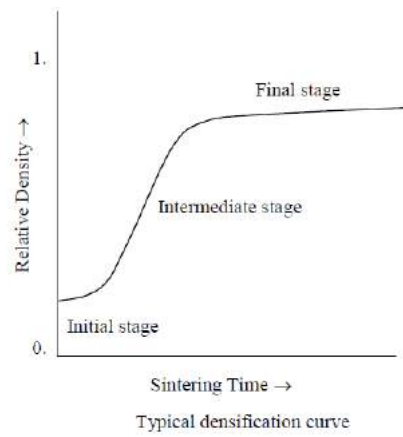 1.
Final stage
Relative Density →
Intermediate stage
Initial stage
0.
Sintering Time →
Typical densification curve